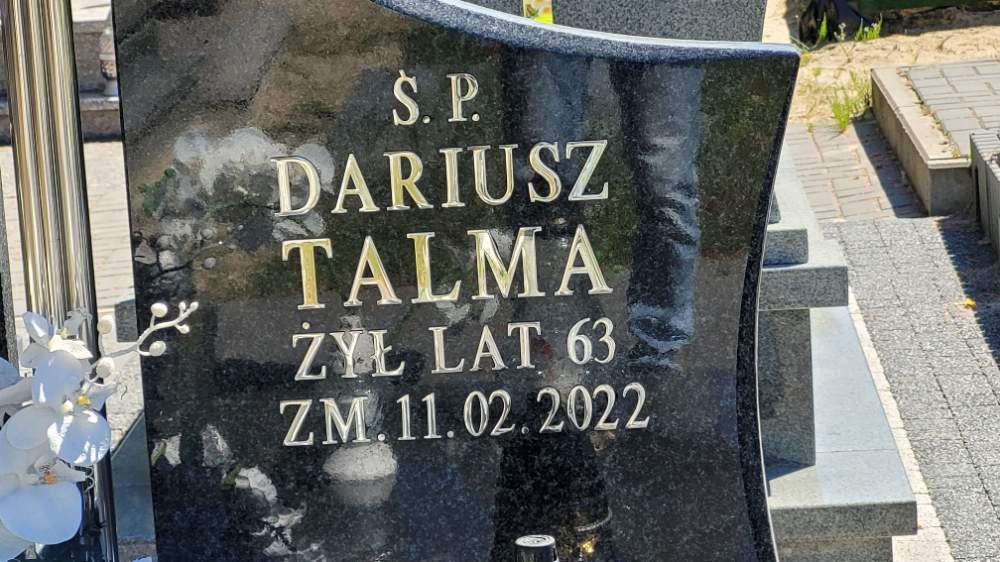 Ś. P.
DARIUSZ
TALMA
ŻYŁ LAT 63
ZM. 11. 02. 2022